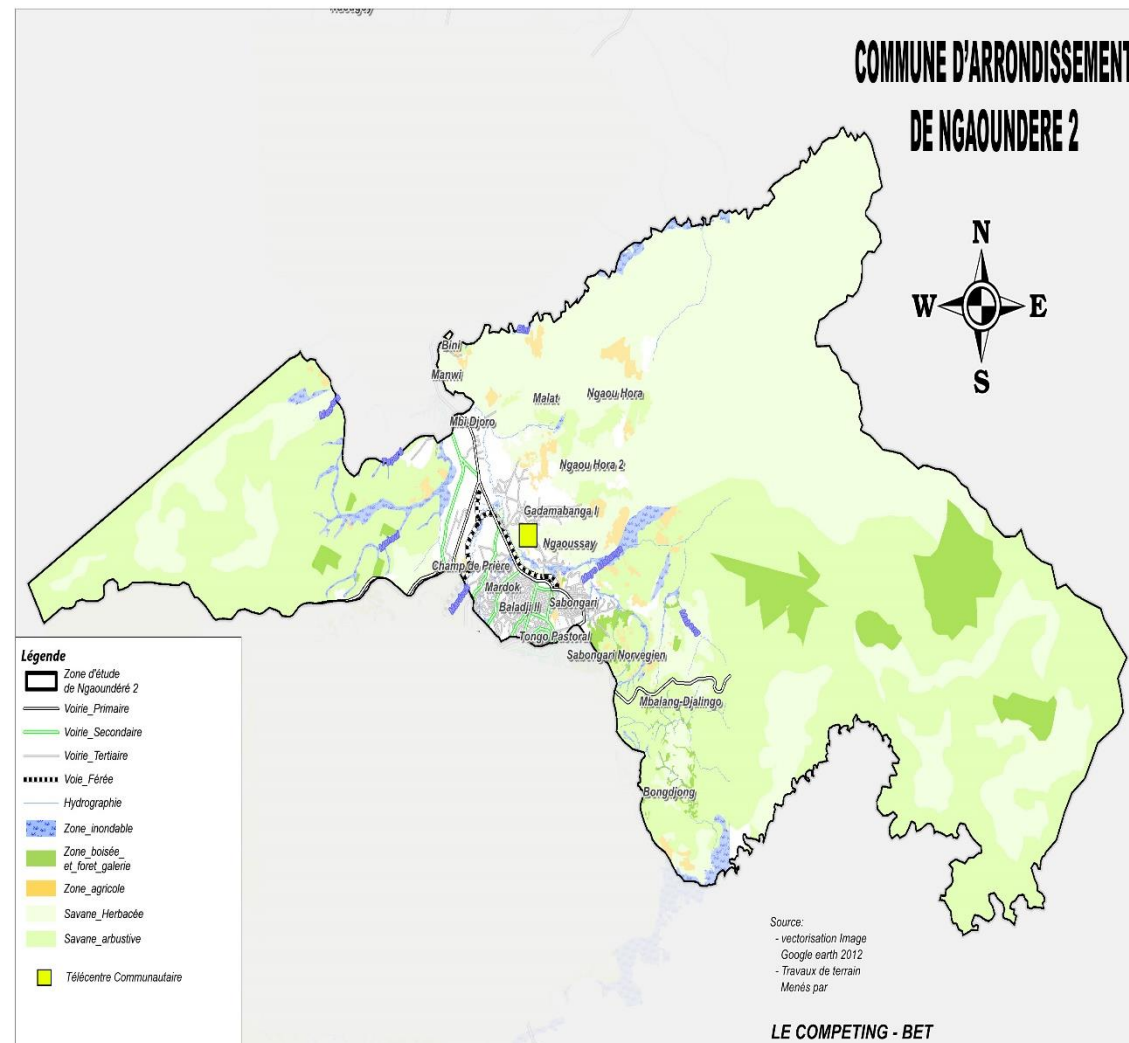 COMMUNE D'ARRONDISSEMENT
DE NGAOUNDERE 2
N
W
E
S
Bini
Manwi
Mbi Djoro
Malat
Ngaou Hora
Ngaou Hora 2
Gadamabanga I
Ngaoussay
Champ de Prière
Mardok
Baladji II
Sabongari
Tongo Pastoral
Sabongari Norvegien
Mbaiang-Djalingo
Bongdjong
Légende
Zone d'étude
de Ngaoundéré 2
Voirie_Primaire
Voirie_Secondaire
Voirie_Tertiaire
Voie_Férée
Hydrographie
Zone_inondable
Zone_boisée_
et_foret_galerie
Zone_agricole
Savane_Herbacée
Savane_arbustive
Télécentre Communautaire
Source:
- vectorisation Image
Google earth 2012
- Travaux de terrain
Menés par
LE COMPETING - BET